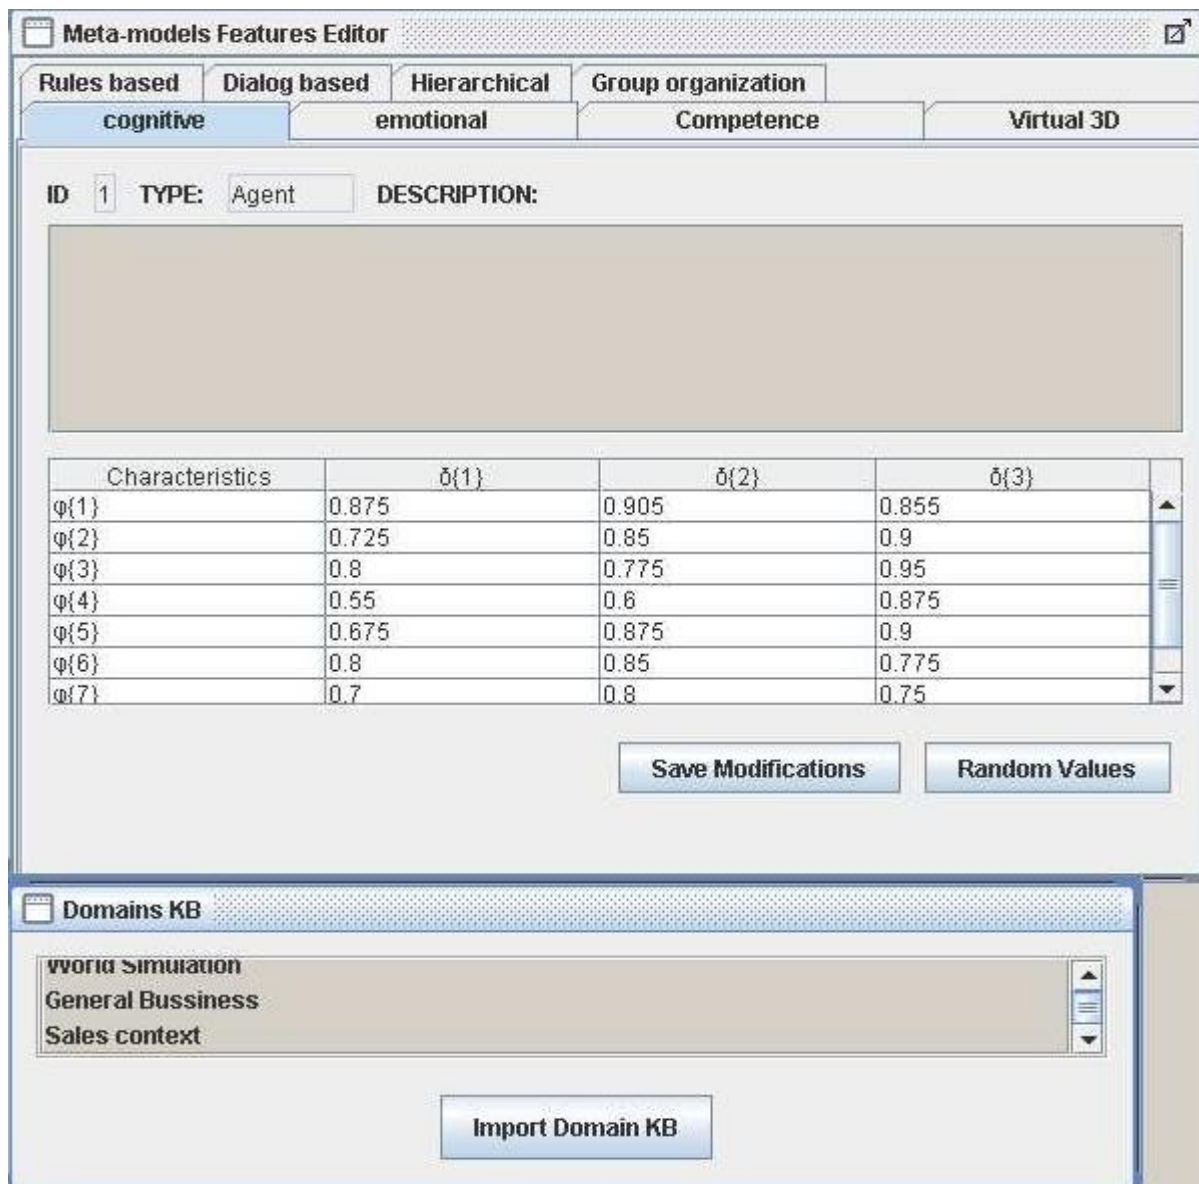 Meta-models Features Editor
Rules based Dialog based Hierarchical Group organization
cognitive emotional Competence Virtual 3D
ID 1 TYPE: Agent DESCRIPTION:
Characteristics δ{1} δ{2} δ{3}
φ{1} 0.875 0.905 0.855
φ{2} 0.725 0.85 0.9
φ{3} 0.8 0.775 0.95
φ{4} 0.55 0.6 0.875
φ{5} 0.675 0.875 0.9
φ{6} 0.8 0.85 0.775
φ{7} 0.7 0.8 0.75
Save Modifications Random Values
Domains KB
World Simulation
General Bussiness
Sales context
Import Domain KB